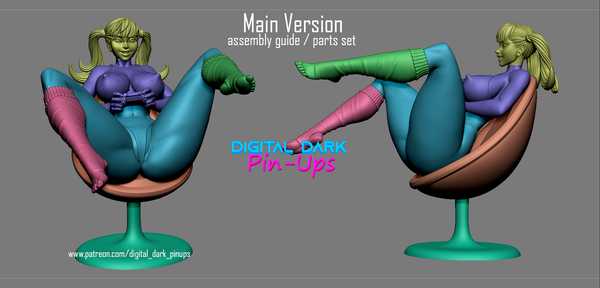 Main Version
assembly guide / parts set
DIGITAL DARK
Pin-Ups
www.patreon.com/digital_dark_pinups